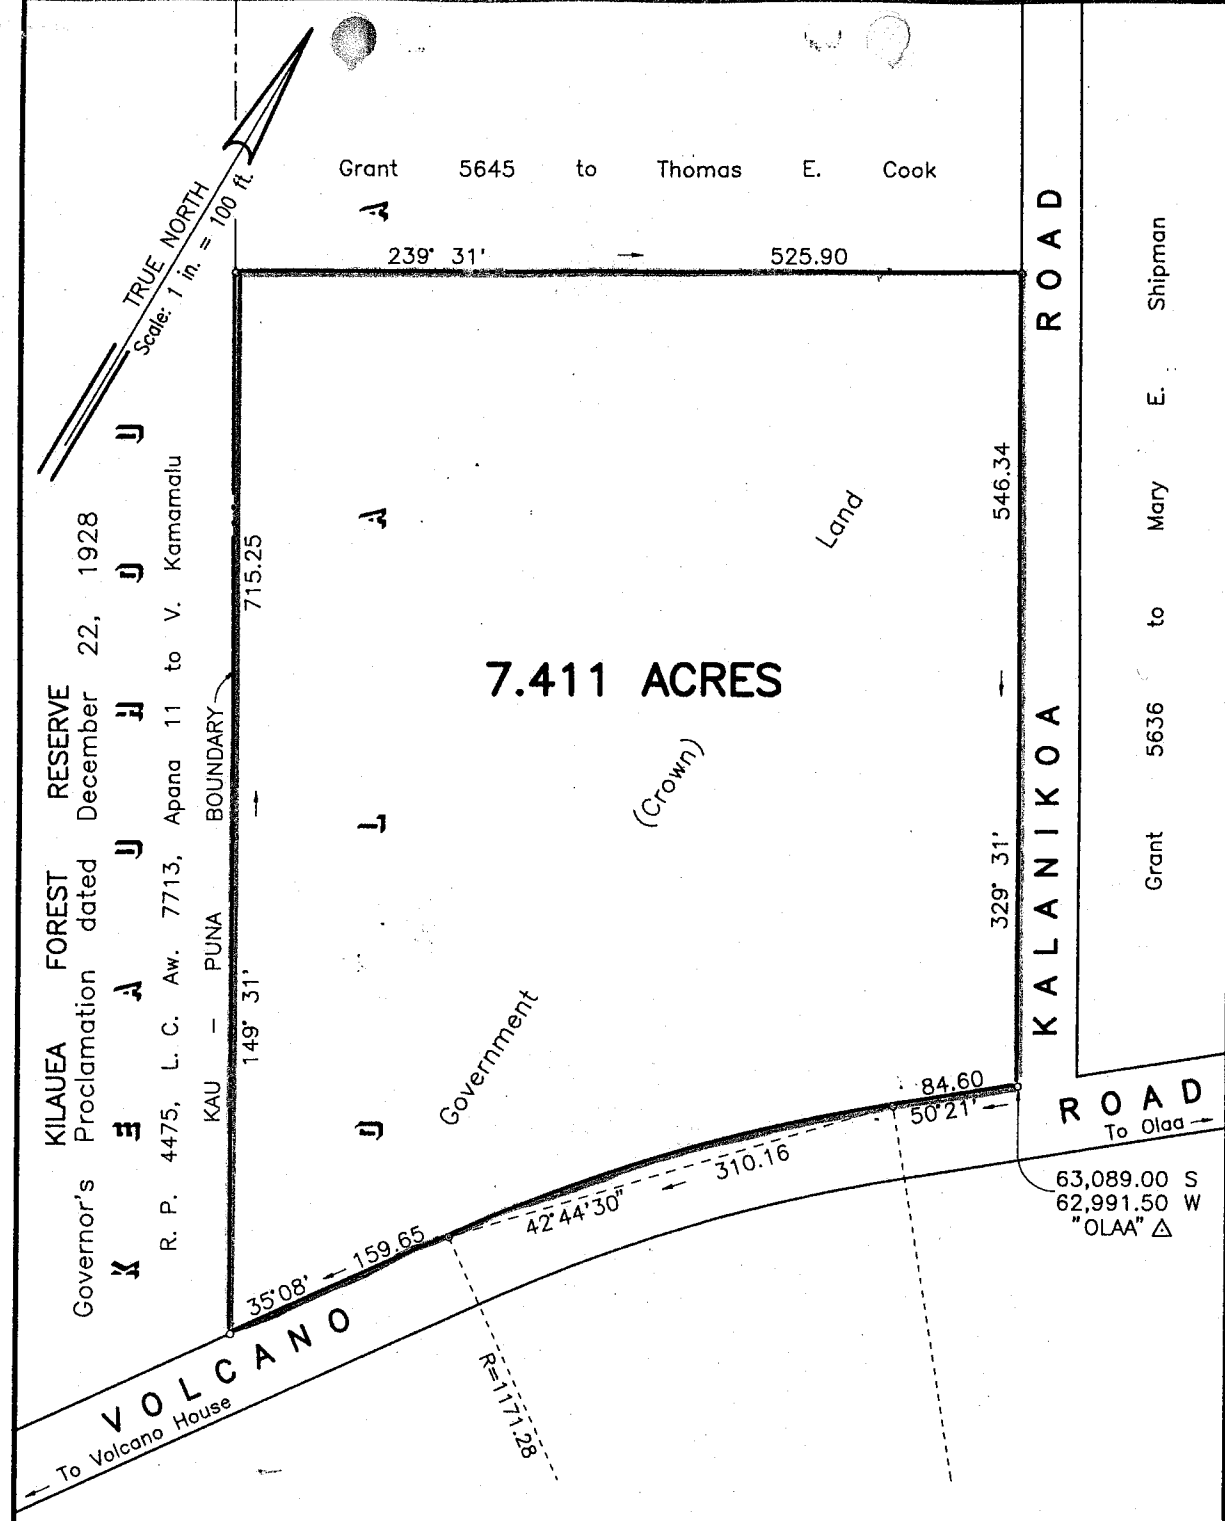 Grant 5645 to Thomas E. Cook
TRUE NORTH
Scale: 1 in. = 100 ft.
239° 31' → 525.90
ROAD
KALANIKOA
Grant 5636 to Mary E. Shipman
546.34
329° 31'
KILAUEA FOREST RESERVE
Governor's Proclamation dated December 22, 1928
KEAUHOU
R. P. 4475, L. C. Aw. 7713, Apana 11 to V. Kamamalu
KAU – PUNA BOUNDARY
715.25
149° 31'
OLAA
Land
7.411 ACRES
(Crown)
Government
84.60
50°21'
310.16
42°44'30"
159.65
35°08'
VOLCANO
ROAD
To Olaa →
← To Volcano House
63,089.00 S
62,991.50 W
"OLAA" △
R=1171.28